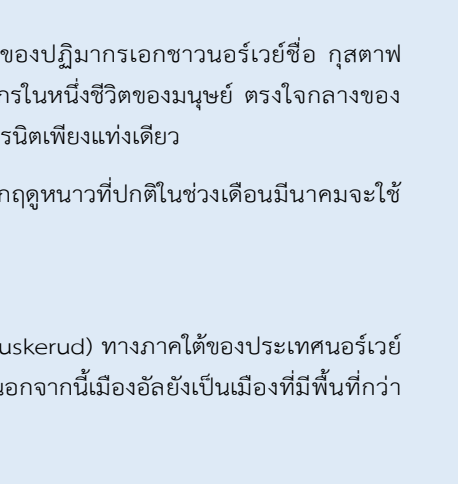 ของปฏิมากรเอกชาวนอร์เวย์ชื่อ กุสตาฟ
กรในหนึ่งชีวิตของมนุษย์ ตรงใจกลางของ
รนิตเพียงแท่งเดียว
กฤดูหนาวที่ปกติในช่วงเดือนมีนาคมจะใช้
uskerud) ทางภาคใต้ของประเทศนอร์เวย์
นอกจากนี้เมืองอัลยังเป็นเมืองที่มีพื้นที่กว่า